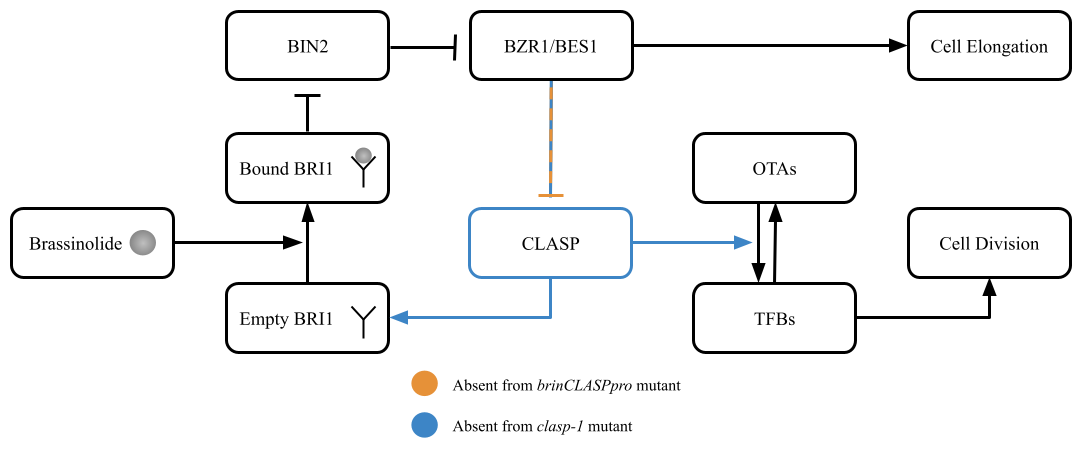 BIN2
BZR1/BES1
Cell Elongation
Bound BRI1
OTAs
Brassinolide
CLASP
Cell Division
Empty BRI1
TFBs
Absent from brinCLASPpro mutant
Absent from clasp-1 mutant